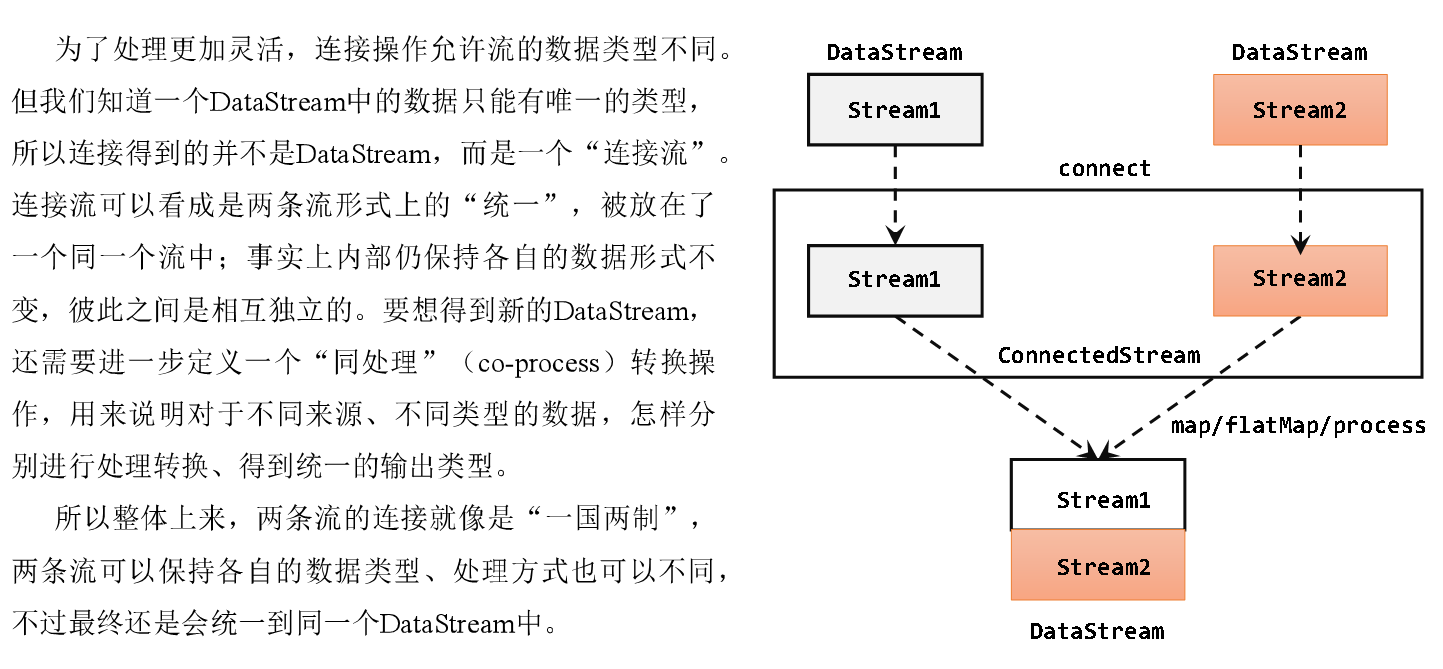 为了处理更加灵活，连接操作允许流的数据类型不同。
但我们知道一个DataStream中的数据只能有唯一的类型，
所以连接得到的并不是DataStream，而是一个“连接流”。
连接流可以看成是两条流形式上的“统一”，被放在了
一个同一个流中；事实上内部仍保持各自的数据形式不
变，彼此之间是相互独立的。要想得到新的DataStream，
还需要进一步定义一个“同处理”（co-process）转换操
作，用来说明对于不同来源、不同类型的数据，怎样分
别进行处理转换、得到统一的输出类型。
所以整体上来，两条流的连接就像是“一国两制”，
两条流可以保持各自的数据类型、处理方式也可以不同，
不过最终还是会统一到同一个DataStream中。
DataStream
DataStream
Stream1
Stream2
connect
Stream1
Stream2
ConnectedStream
map/flatMap/process
Stream1
Stream2
DataStream